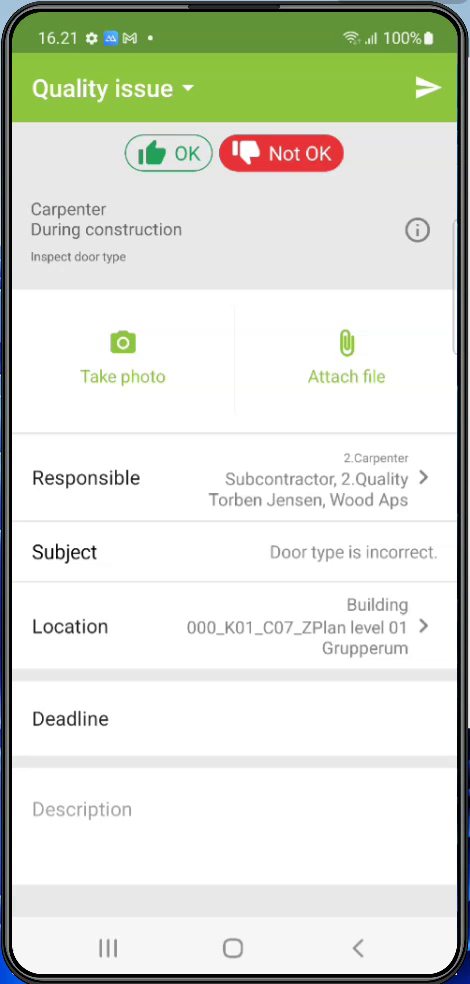 16.21 100%
Quality issue
OK Not OK
Carpenter
During construction
Inspect door type
Take photo Attach file
2.Carpenter
Responsible Subcontractor, 2.Quality
Torben Jensen, Wood Aps
Subject Door type is incorrect.
Building
Location 000_K01_C07_ZPlan level 01
Grupperum
Deadline
Description